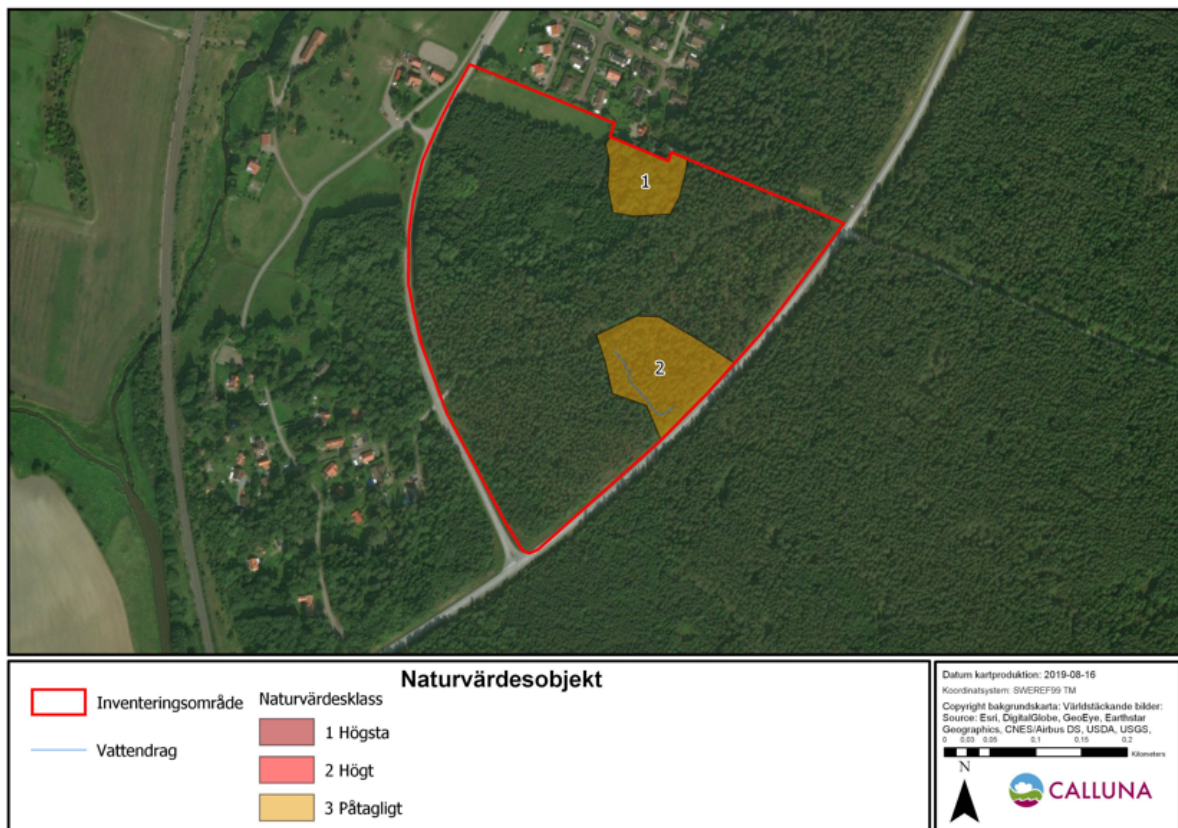 1
2
Naturvärdesobjekt
Inventeringsområde
Vattendrag
Naturvärdesklass
1 Högsta
2 Högt
3 Påtagligt
Datum kartproduktion: 2019-08-16
Koordinatsystem: SWEREF99 TM
Copyright bakgrundskarta: Världstäckande bilder:
Source: Esri, DigitalGlobe, GeoEye, Earthstar
Geographics, CNES/Airbus DS, USDA, USGS,
0 0,03 0,05 0,1 0,15 0,2
Kilometers
N
CALLUNA